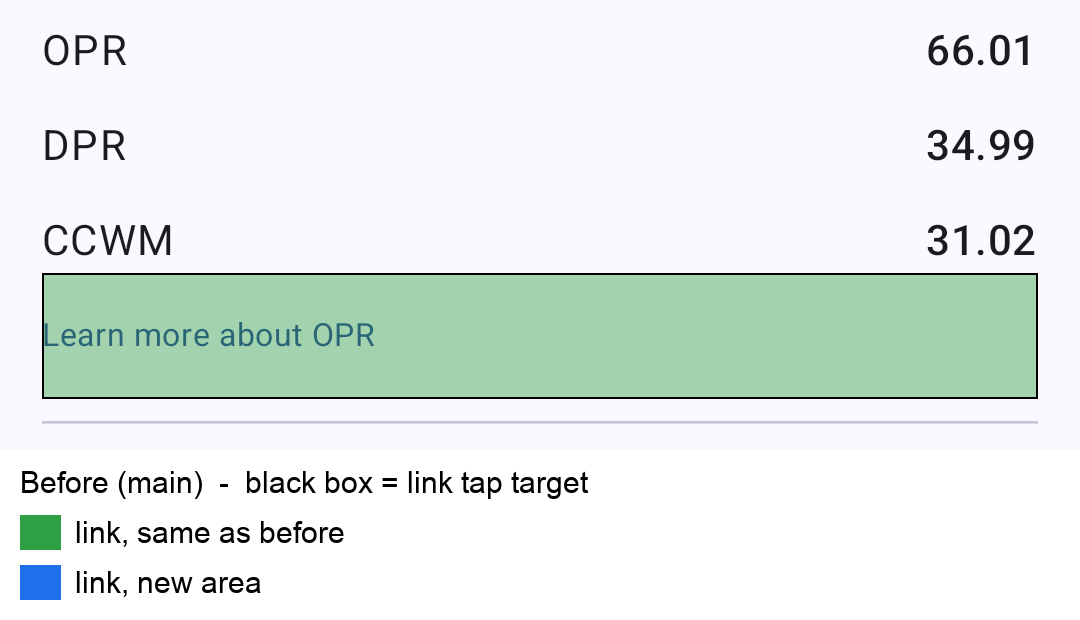 OPR 66.01
DPR 34.99
CCWM 31.02
Learn more about OPR
Before (main) - black box = link tap target
link, same as before
link, new area